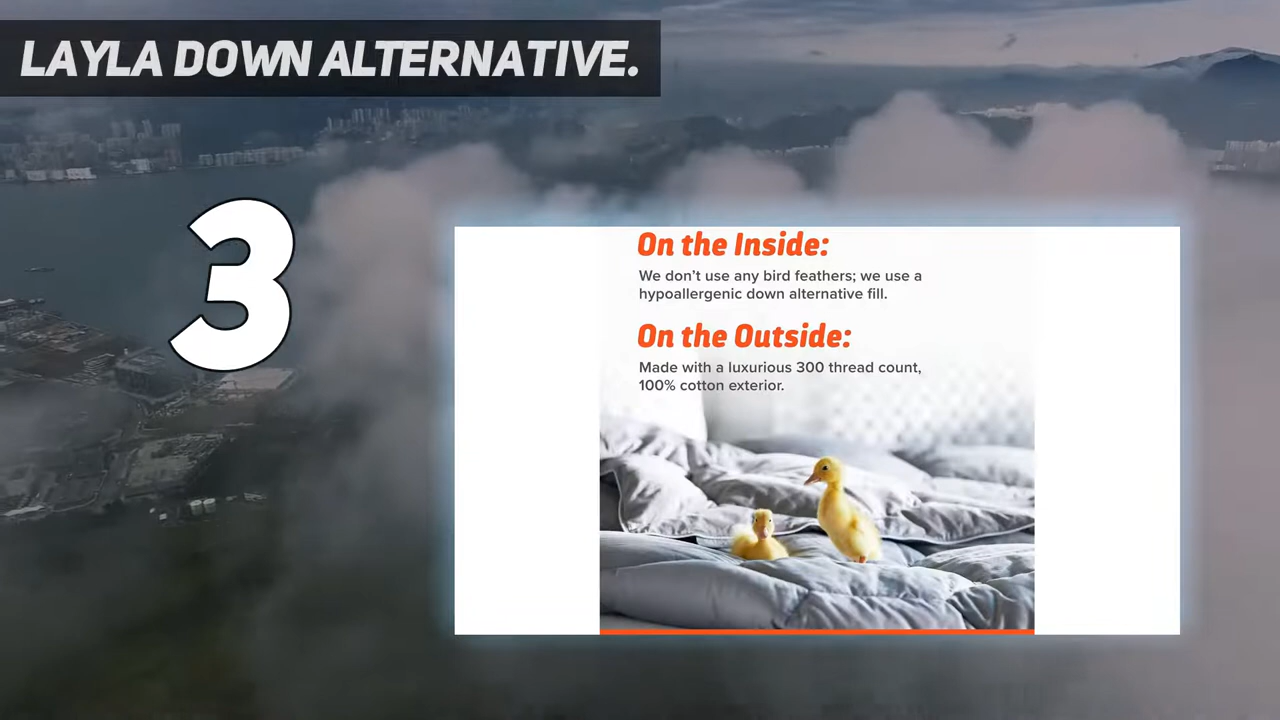 LAYLA DOWN ALTERNATIVE.
3
On the Inside:
We don't use any bird feathers; we use a
hypoallergenic down alternative fill.
On the Outside:
Made with a luxurious 300 thread count,
100% cotton exterior.